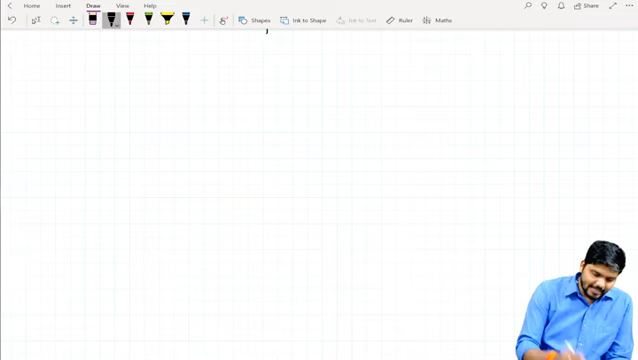 Home Insert Draw View Help Share
Shapes Ink to Shape Ink to Text Ruler Maths